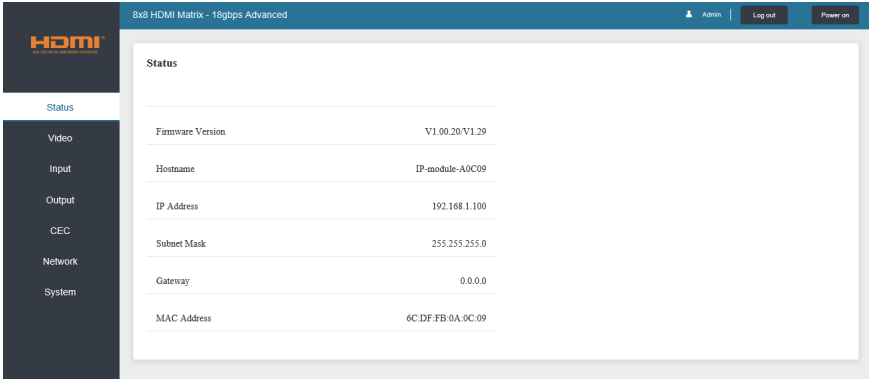 8x8 HDMI Matrix - 18gbps Advanced
Admin
Log out
Power on
HDMI
Status
Video
Input
Output
CEC
Network
System
Status
Firmware Version V1.00.20/V1.29
Hostname IP-module-A0C09
IP Address 192.168.1.100
Subnet Mask 255.255.255.0
Gateway 0.0.0.0
MAC Address 6C:DF:FB:0A:0C:09